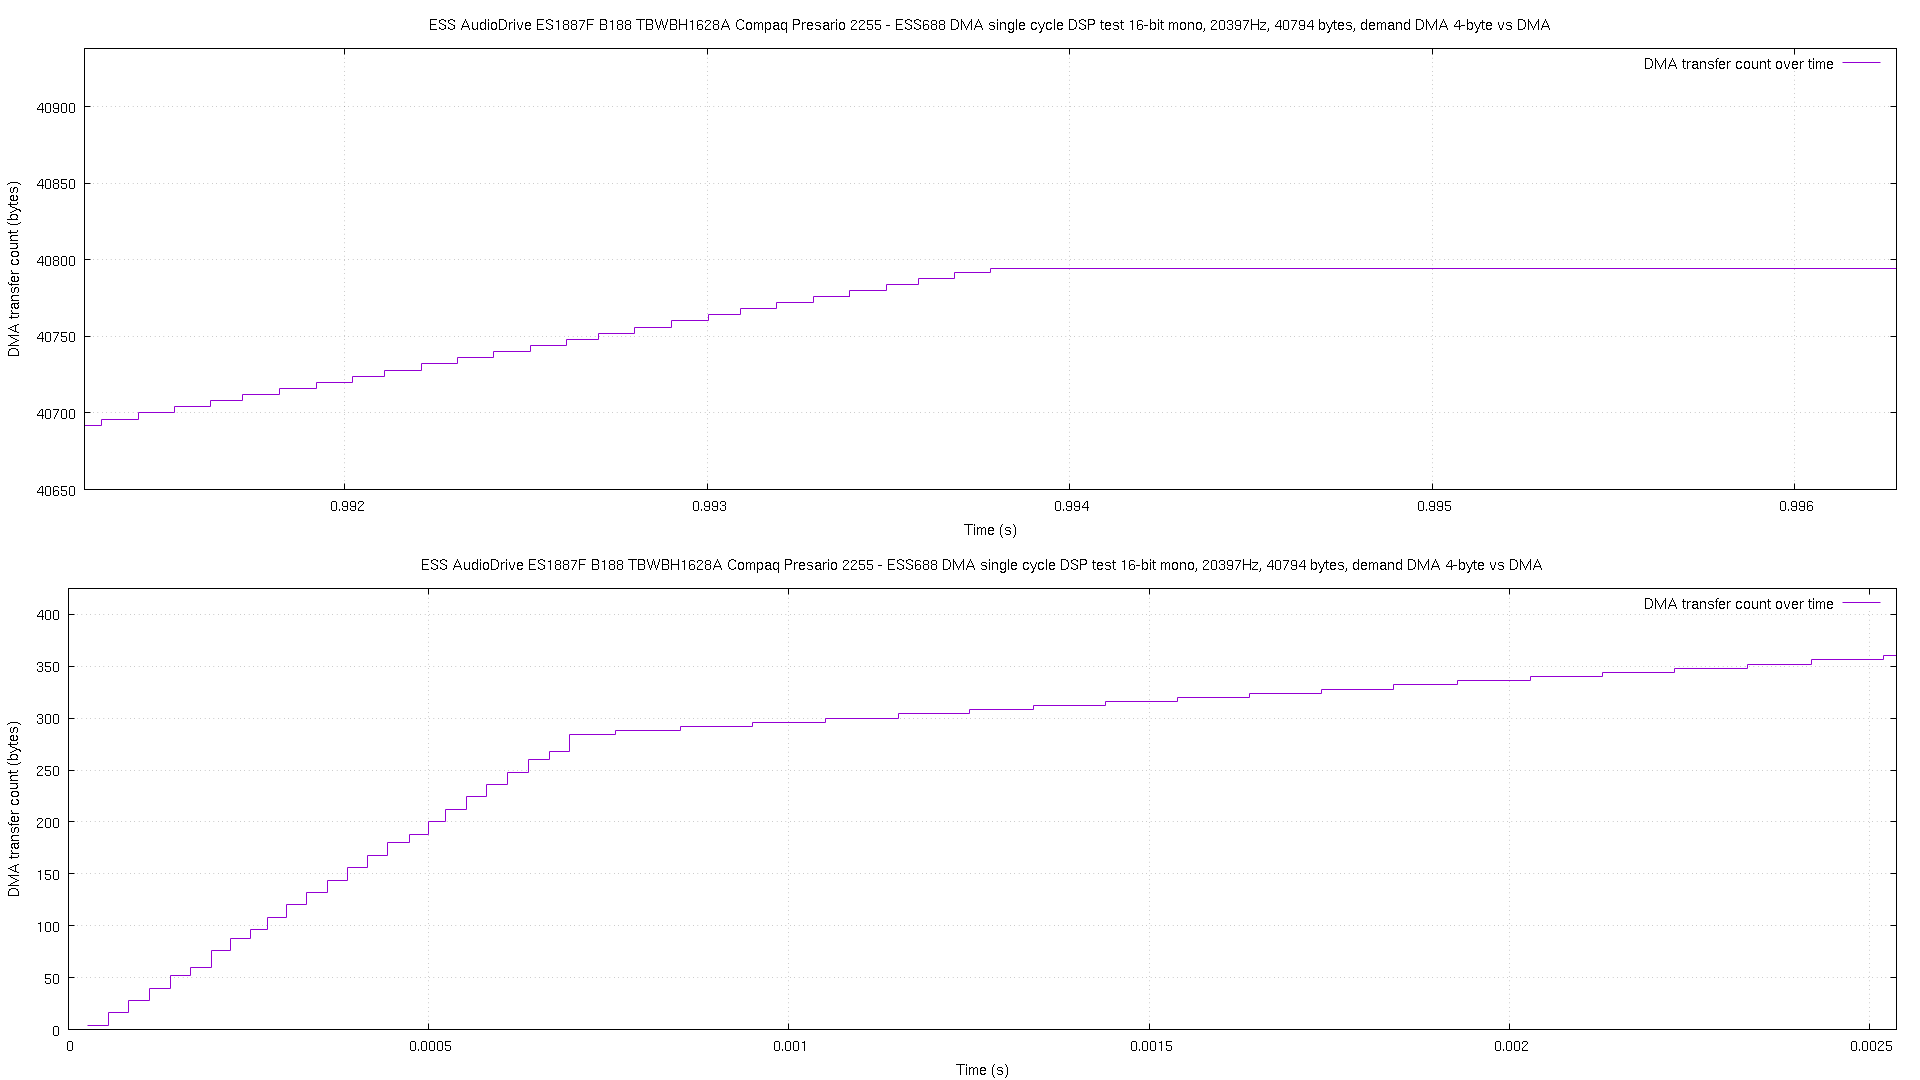 ESS AudioDrive ES1887F B188 TBWBH1628A Compaq Presario 2255 - ESS688 DMA single cycle DSP test 16-bit mono, 20397Hz, 40794 bytes, demand DMA 4-byte vs DMA
DMA transfer count over time
40900
40850
40800
40750
40700
40650
DMA transfer count (bytes)
0.992 0.993 0.994 0.995 0.996
Time (s)
ESS AudioDrive ES1887F B188 TBWBH1628A Compaq Presario 2255 - ESS688 DMA single cycle DSP test 16-bit mono, 20397Hz, 40794 bytes, demand DMA 4-byte vs DMA
DMA transfer count over time
400
350
300
250
200
150
100
50
0
DMA transfer count (bytes)
0 0.0005 0.001 0.0015 0.002 0.0025
Time (s)